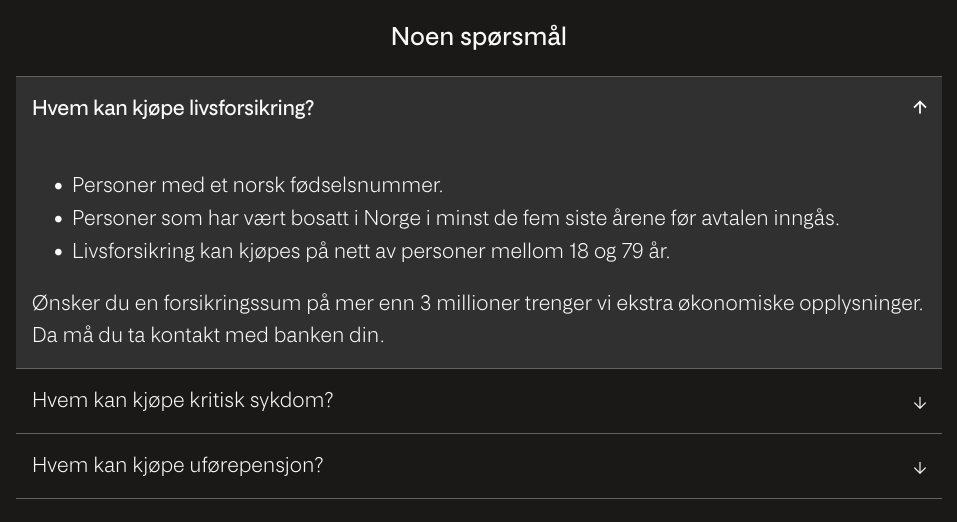 Noen spørsmål
Hvem kan kjøpe livsforsikring?
• Personer med et norsk fødselsnummer.
• Personer som har vært bosatt i Norge i minst de fem siste årene før avtalen inngås.
• Livsforsikring kan kjøpes på nett av personer mellom 18 og 79 år.
Ønsker du en forsikringssum på mer enn 3 millioner trenger vi ekstra økonomiske opplysninger.
Da må du ta kontakt med banken din.
Hvem kan kjøpe kritisk sykdom?
Hvem kan kjøpe uførepensjon?